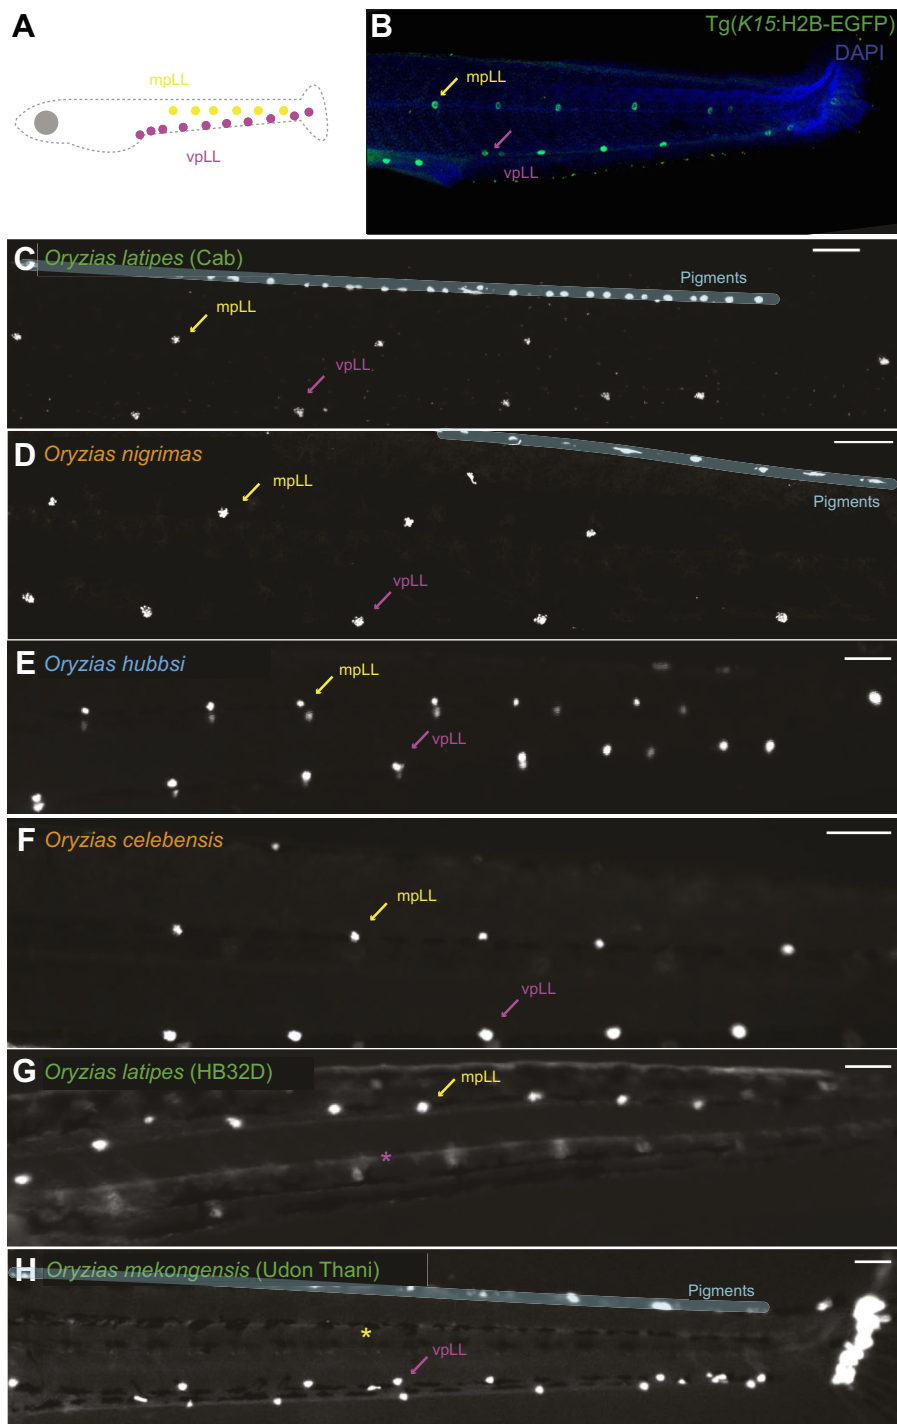 A
mpLL
vpLL
B
Tg(K15:H2B-EGFP)
DAPI
mpLL
vpLL
C Oryzias latipes (Cab)
Pigments
mpLL
vpLL
D Oryzias nigrimas
mpLL
Pigments
vpLL
E Oryzias hubbsi
mpLL
vpLL
F Oryzias celebensis
mpLL
vpLL
G Oryzias latipes (HB32D)
mpLL
*
H Oryzias mekongensis (Udon Thani)
Pigments
*
vpLL